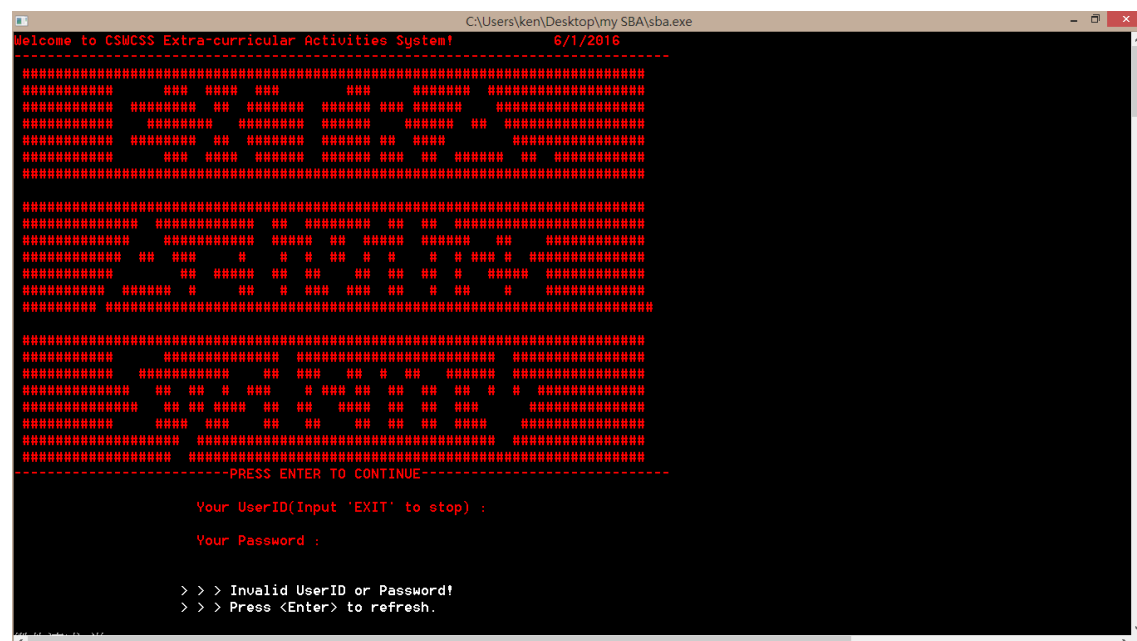 C:\Users\ken\Desktop\my SBA\sba.exe
Welcome to CSWCSS Extra-curricular Activities System! 6/1/2016
EXTRA
PRESS ENTER TO CONTINUE
Your UserID(Input 'EXIT' to stop) :
Your Password :
> > > Invalid UserID or Password!
> > > Press <Enter> to refresh.